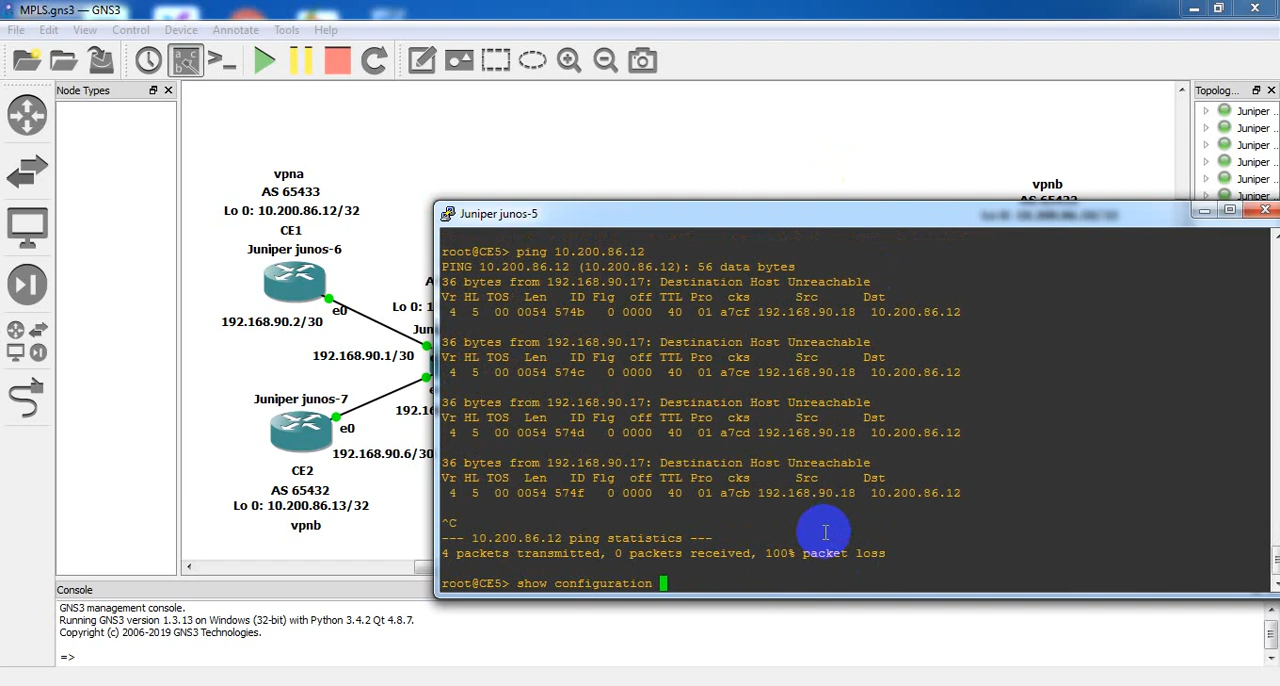 MPLS.gns3 — GNS3
File Edit View Control Device Annotate Tools Help
Node Types
Topolog...
Juniper ..
Juniper ..
Juniper ..
Juniper ..
Juniper ..
Juniper ..
vpna
AS 65433
Lo 0: 10.200.86.12/32
CE1
Juniper junos-6
e0
192.168.90.2/30
192.168.90.1/30
Juniper junos-7
e0
192.168.90.6/30
CE2
AS 65432
Lo 0: 10.200.86.13/32
vpnb
vpnb
Juniper junos-5
root@CE5> ping 10.200.86.12
PING 10.200.86.12 (10.200.86.12): 56 data bytes
36 bytes from 192.168.90.17: Destination Host Unreachable
Vr HL TOS Len ID Flg off TTL Pro cks Src Dst
4 5 00 0054 574b 0 0000 40 01 a7cf 192.168.90.18 10.200.86.12
36 bytes from 192.168.90.17: Destination Host Unreachable
Vr HL TOS Len ID Flg off TTL Pro cks Src Dst
4 5 00 0054 574c 0 0000 40 01 a7ce 192.168.90.18 10.200.86.12
36 bytes from 192.168.90.17: Destination Host Unreachable
Vr HL TOS Len ID Flg off TTL Pro cks Src Dst
4 5 00 0054 574d 0 0000 40 01 a7cd 192.168.90.18 10.200.86.12
36 bytes from 192.168.90.17: Destination Host Unreachable
Vr HL TOS Len ID Flg off TTL Pro cks Src Dst
4 5 00 0054 574f 0 0000 40 01 a7cb 192.168.90.18 10.200.86.12
^C
--- 10.200.86.12 ping statistics ---
4 packets transmitted, 0 packets received, 100% packet loss
root@CE5> show configuration
Console
GNS3 management console.
Running GNS3 version 1.3.13 on Windows (32-bit) with Python 3.4.2 Qt 4.8.7.
Copyright (c) 2006-2019 GNS3 Technologies.
=>